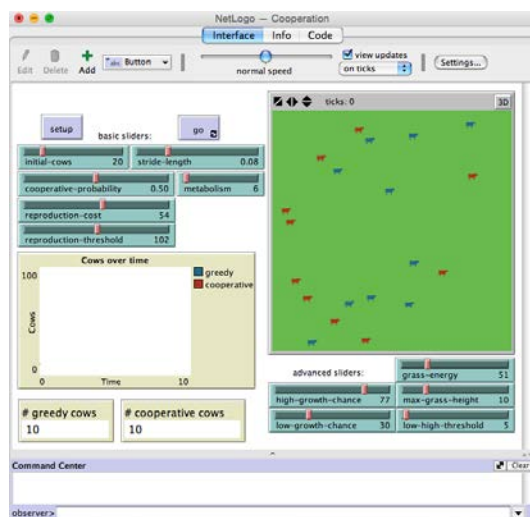 NetLogo — Cooperation
Interface Info Code
Edit Delete Add abc Button normal speed view updates on ticks Settings...
ticks: 0 3D
setup go
basic sliders:
initial-cows 20 stride-length 0.08
cooperative-probability 0.50 metabolism 6
reproduction-cost 54
reproduction-threshold 102
Cows over time
100
greedy
cooperative
Cows
0
0 Time 10
# greedy cows
10
# cooperative cows
10
advanced sliders:
grass-energy 51
high-growth-chance 77 max-grass-height 10
low-growth-chance 30 low-high-threshold 5
Command Center Clear
observer>